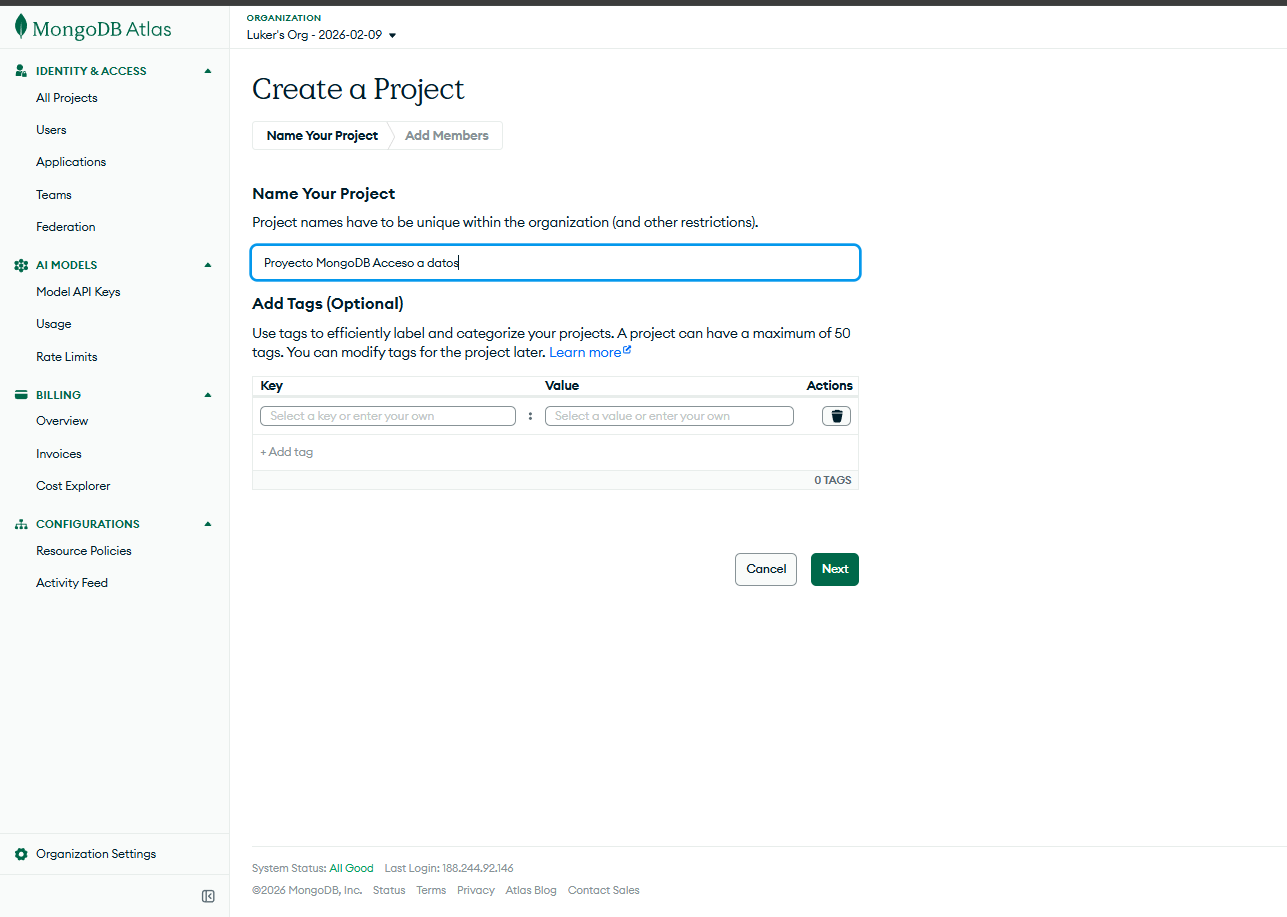 MongoDB Atlas
ORGANIZATION
Luker's Org - 2026-02-09
IDENTITY & ACCESS
All Projects
Users
Applications
Teams
Federation
AI MODELS
Model API Keys
Usage
Rate Limits
BILLING
Overview
Invoices
Cost Explorer
CONFIGURATIONS
Resource Policies
Activity Feed
Organization Settings
Create a Project
Name Your Project
Add Members
Name Your Project
Project names have to be unique within the organization (and other restrictions).
Proyecto MongoDB Acceso a datos
Add Tags (Optional)
Use tags to efficiently label and categorize your projects. A project can have a maximum of 50
tags. You can modify tags for the project later. Learn more
Key Value Actions
Select a key or enter your own : Select a value or enter your own
+ Add tag
0 TAGS
Cancel Next
System Status: All Good Last Login: 188.244.92.146
©2026 MongoDB, Inc. Status Terms Privacy Atlas Blog Contact Sales